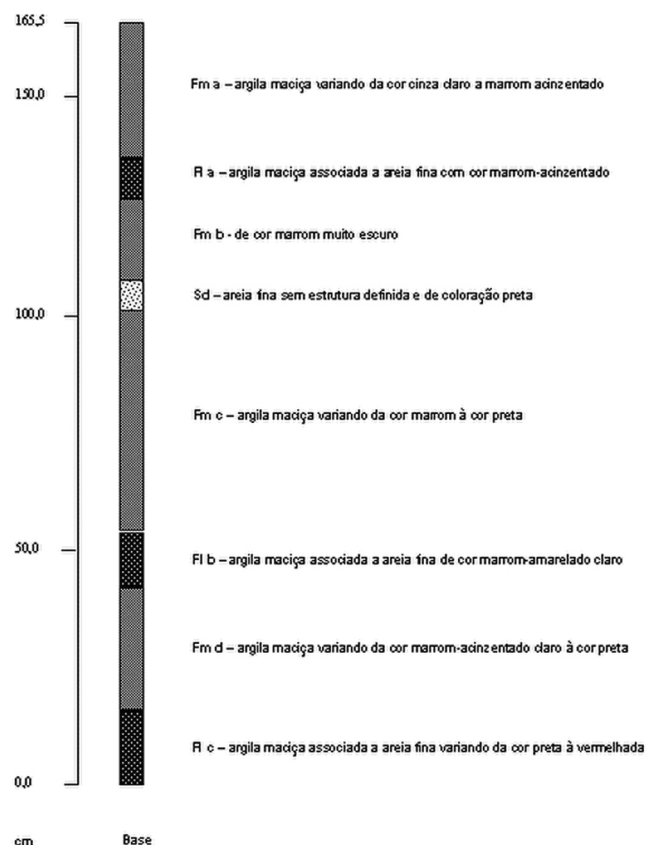 165,5
Fm a – argila maciça variando da cor cinza claro a marrom acinzentado
150,0
Fl a – argila maciça associada a areia fina com cor marrom-acinzentado
Fm b - de cor marrom muito escuro
Sd – areia fina sem estrutura definida e de coloração preta
100,0
Fm c – argila maciça variando da cor marrom à cor preta
50,0
Fl b – argila maciça associada a areia fina de cor marrom-amarelado claro
Fm d – argila maciça variando da cor marrom-acinzentado claro à cor preta
Fl c – argila maciça associada a areia fina variando da cor preta à vermelhada
0,0
cm Base